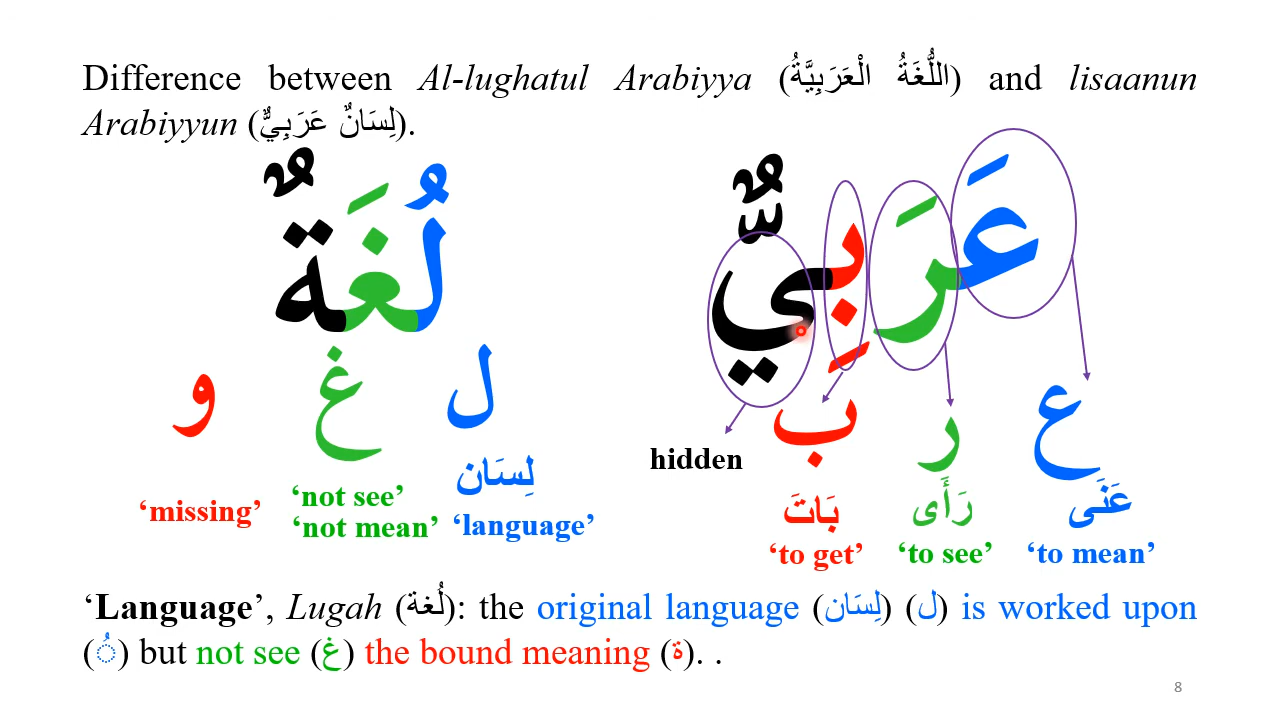 Difference between Al-lughatul Arabiyya (اللُّغَةُ الْعَرَبِيَّةُ) and lisaanun
Arabiyyun (لِسَانٌ عَرَبِيٌّ).
لُغَةٌ
و غ ل
لِسَان
‘missing’ ‘not see’ ‘language’
‘not mean’
عَرَبِيٌّ
hidden ب ر ع
بَاتَ رَأَى عَنَى
‘to get’ ‘to see’ ‘to mean’
‘Language’, Lugah (لُغة): the original language (لِسَان) (ل) is worked upon
(ُ) but not see (غ) the bound meaning (ة). .
8